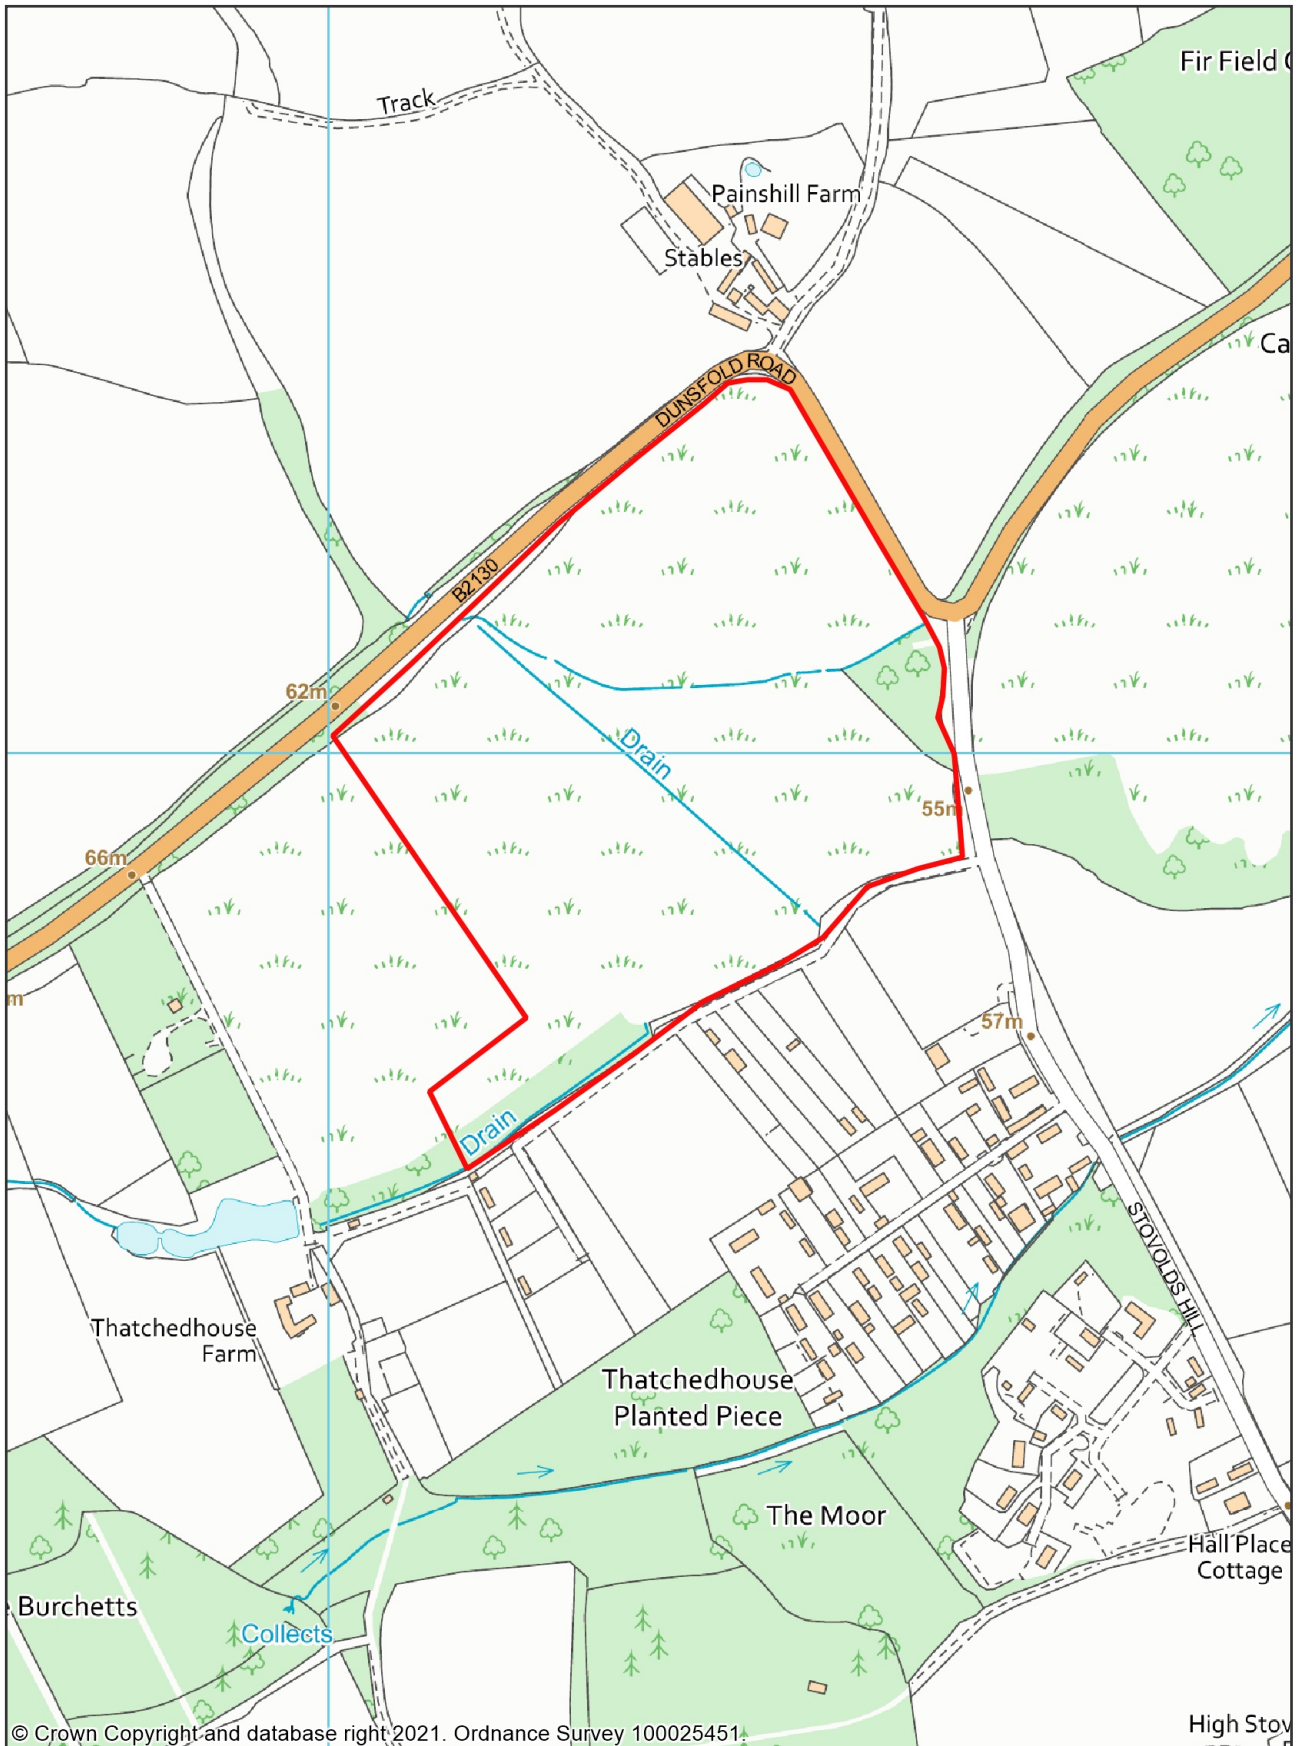 Fir Field
Track
Painshill Farm
Stables
Ca
DUNSFOLD ROAD
B2130
62m
Drain
55m
66m
m
57m
Drain
STOVOLDS HILL
Thatchedhouse
Farm
Thatchedhouse
Planted Piece
The Moor
Hall Place
Cottage
Burchetts
Collects
High Stov
© Crown Copyright and database right 2021. Ordnance Survey 100025451.